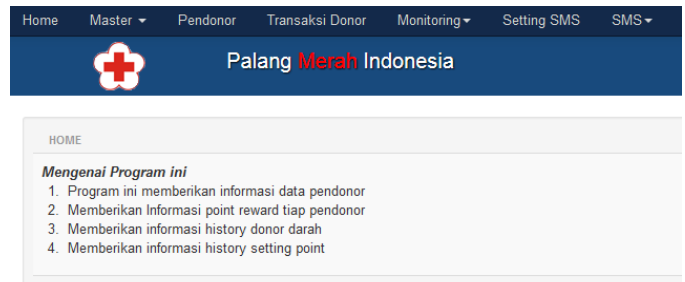 Home Master Pendonor Transaksi Donor Monitoring Setting SMS SMS
Palang Merah Indonesia
HOME
Mengenai Program ini
1. Program ini memberikan informasi data pendonor
2. Memberikan Informasi point reward tiap pendonor
3. Memberikan informasi history donor darah
4. Memberikan informasi history setting point